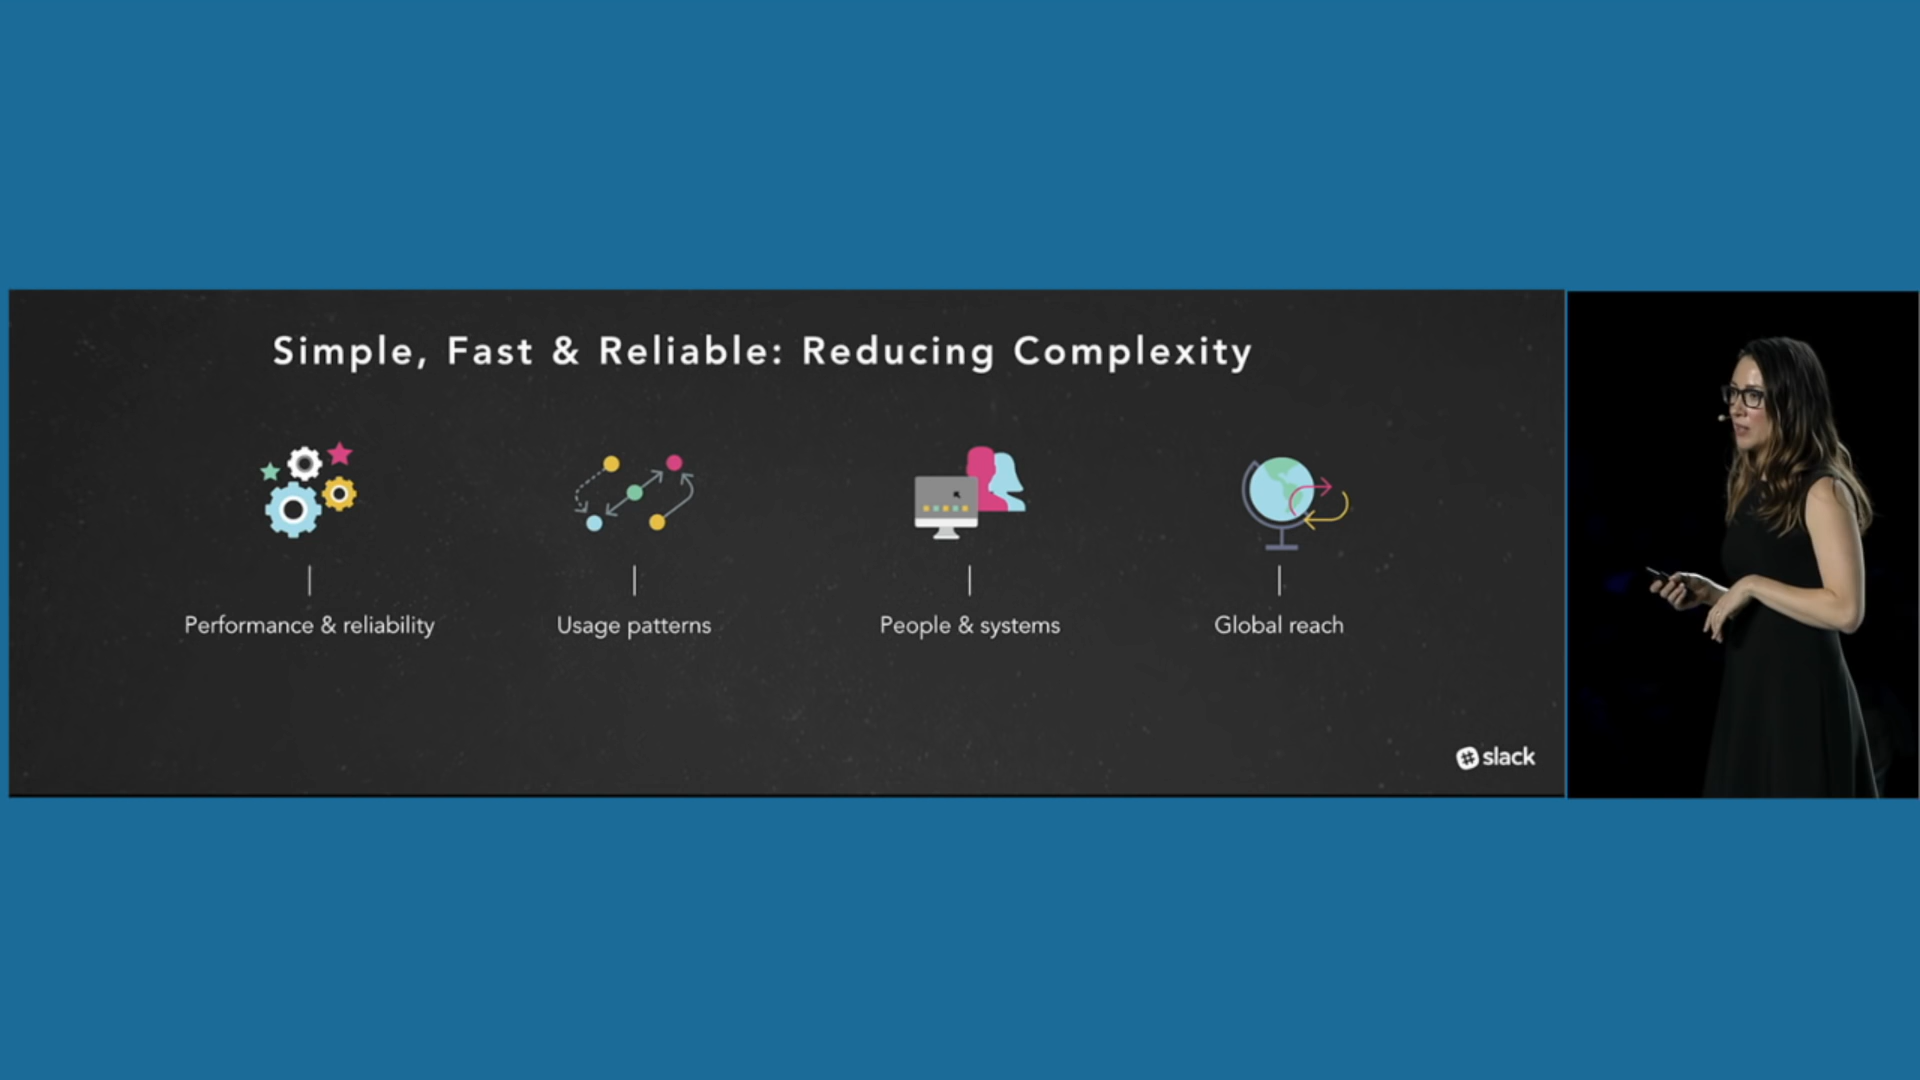 Simple, Fast & Reliable: Reducing Complexity
Performance & reliability
Usage patterns
People & systems
Global reach
slack